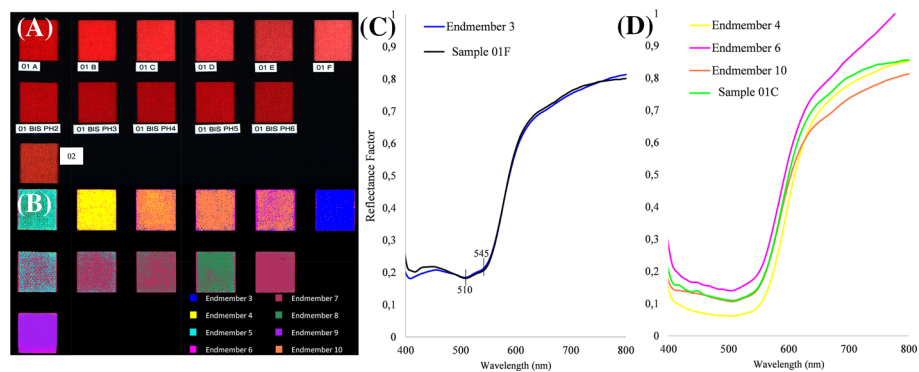 (A)
01 A
01 B
01 C
01 D
01 E
01 F
01 BIS PH2
01 BIS PH3
01 BIS PH4
01 BIS PH5
01 BIS PH6
02
(B)
Endmember 3
Endmember 7
Endmember 4
Endmember 8
Endmember 5
Endmember 9
Endmember 6
Endmember 10
(C)
Endmember 3
Sample 01F
Reflectance Factor
1
0,9
0,8
0,7
0,6
0,5
0,4
0,3
0,2
0,1
0
545
510
400
500
600
700
800
Wavelength (nm)
(D)
Endmember 4
Endmember 6
Endmember 10
Sample 01C
1
0,9
0,8
0,7
0,6
0,5
0,4
0,3
0,2
0,1
0
400
500
600
700
800
Wavelength (nm)